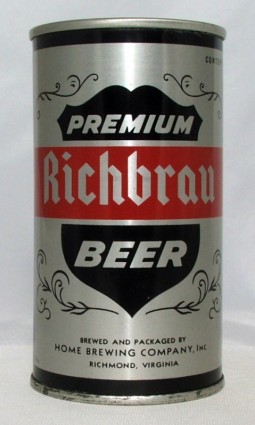 PREMIUM
Richbrau
BEER
BREWED AND PACKAGED BY
HOME BREWING COMPANY, INC
RICHMOND, VIRGINIA